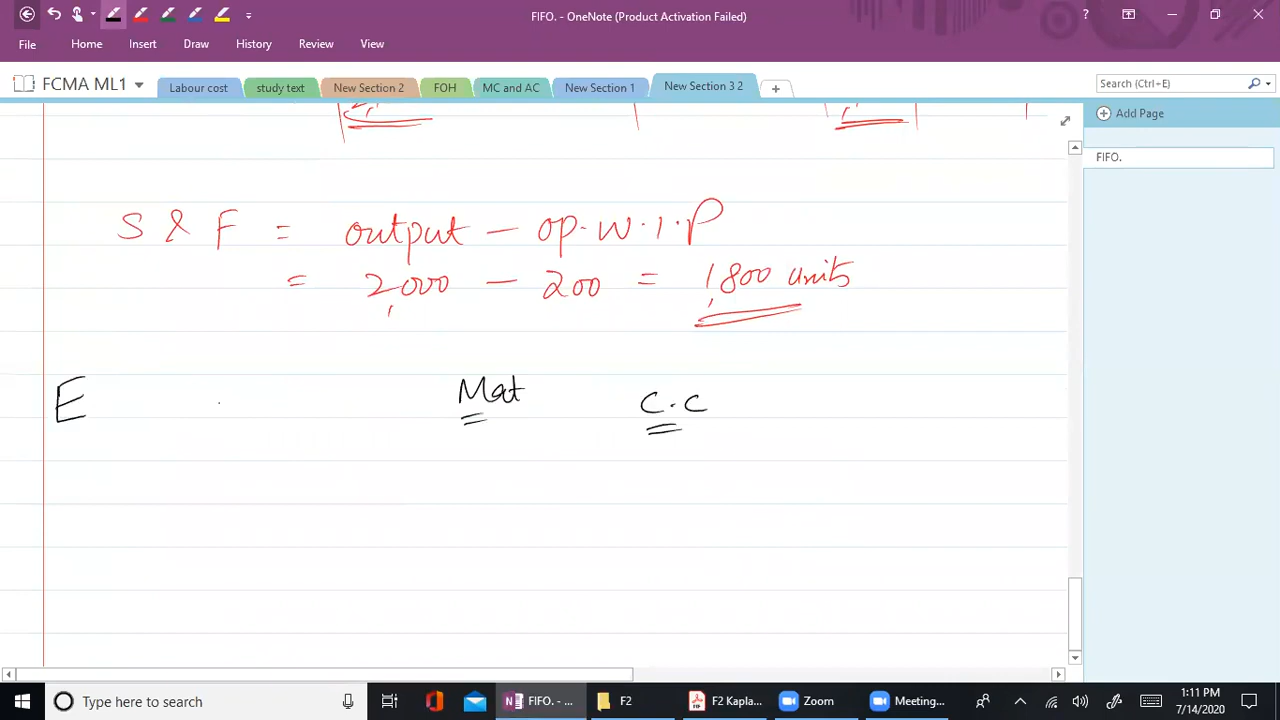 FIFO. - OneNote (Product Activation Failed)
?
File Home Insert Draw History Review View
FCMA ML1 Labour cost study text New Section 2 FOH MC and AC New Section 1 New Section 3 2 Search (Ctrl+E)
Add Page
FIFO.
S & F = output - op.W.I.P
= 2,000 - 200 = 1,800 units
E Mat C.C
Type here to search FIFO. - ... F2 F2 Kapla... Zoom Meeting... 1:11 PM
7/14/2020